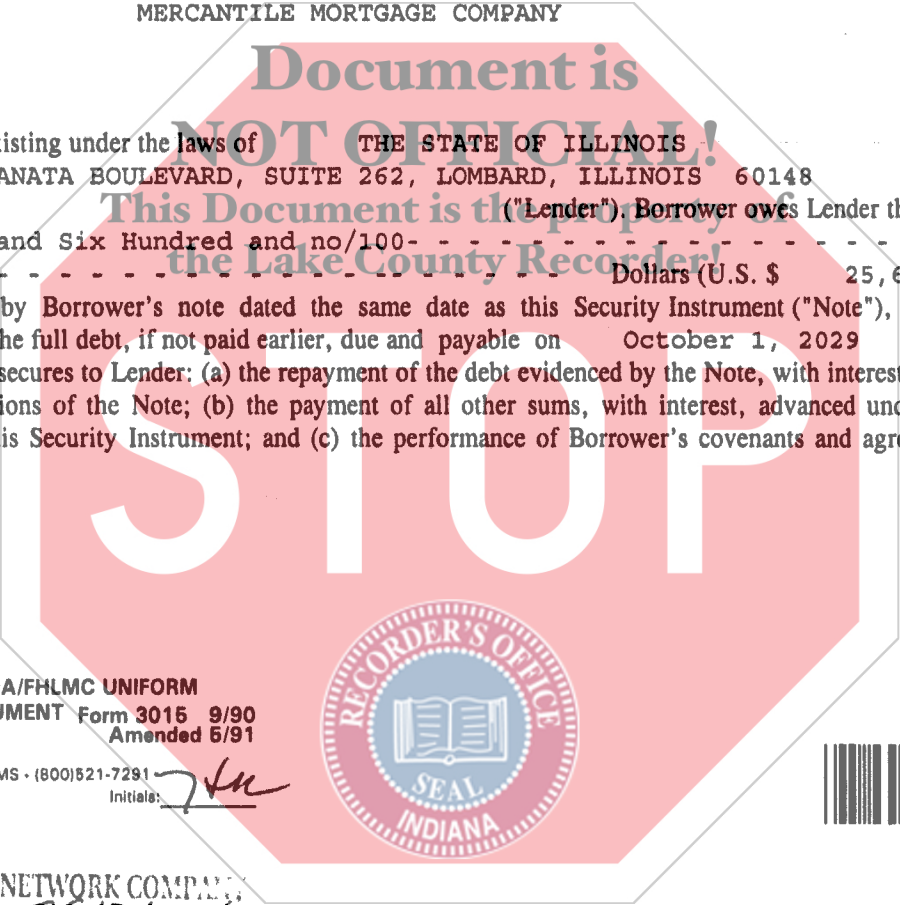 MERCANTILE MORTGAGE COMPANY
Document is
NOT OFFICIAL!
isting under the laws of THE STATE OF ILLINOIS
ANATA BOULEVARD, SUITE 262, LOMBARD, ILLINOIS 60148
This Document is the property of
("Lender"). Borrower owes Lender th
and Six Hundred and no/100- - - - - - - - - - - - - - - -
the Lake County Recorder!
- - - - - - - - - - - - - - - - - - Dollars (U.S. $ 25,6
by Borrower's note dated the same date as this Security Instrument ("Note"),
he full debt, if not paid earlier, due and payable on October 1, 2029
secures to Lender: (a) the repayment of the debt evidenced by the Note, with interest
ions of the Note; (b) the payment of all other sums, with interest, advanced und
is Security Instrument; and (c) the performance of Borrower's covenants and agre
STOP
RECORDER'S OFFICE
SEAL
INDIANA
A/FHLMC UNIFORM
UMENT Form 3015 9/90
Amended 5/91
MS - (800)521-7291
Initials:
NETWORK COMPANY